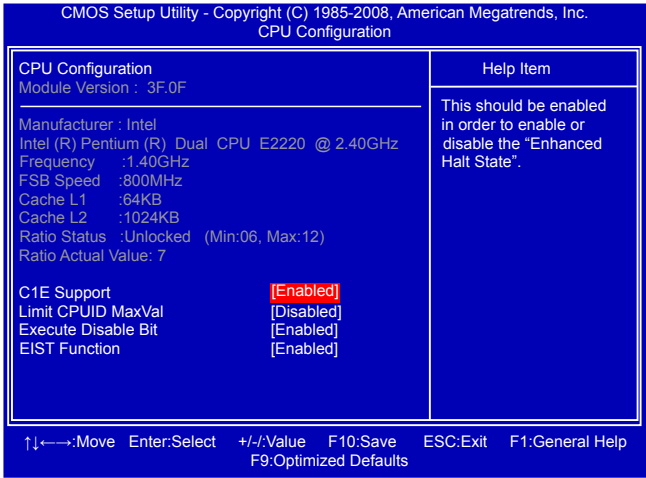 CMOS Setup Utility - Copyright (C) 1985-2008, American Megatrends, Inc.
CPU Configuration
CPU Configuration
Module Version : 3F.0F
Manufacturer : Intel
Intel (R) Pentium (R) Dual CPU E2220 @ 2.40GHz
Frequency :1.40GHz
FSB Speed :800MHz
Cache L1 :64KB
Cache L2 :1024KB
Ratio Status :Unlocked (Min:06, Max:12)
Ratio Actual Value: 7
C1E Support [Enabled]
Limit CPUID MaxVal [Disabled]
Execute Disable Bit [Enabled]
EIST Function [Enabled]
Help Item
This should be enabled
in order to enable or
disable the “Enhanced
Halt State”.
↑↓←→:Move Enter:Select +/-/:Value F10:Save ESC:Exit F1:General Help
F9:Optimized Defaults